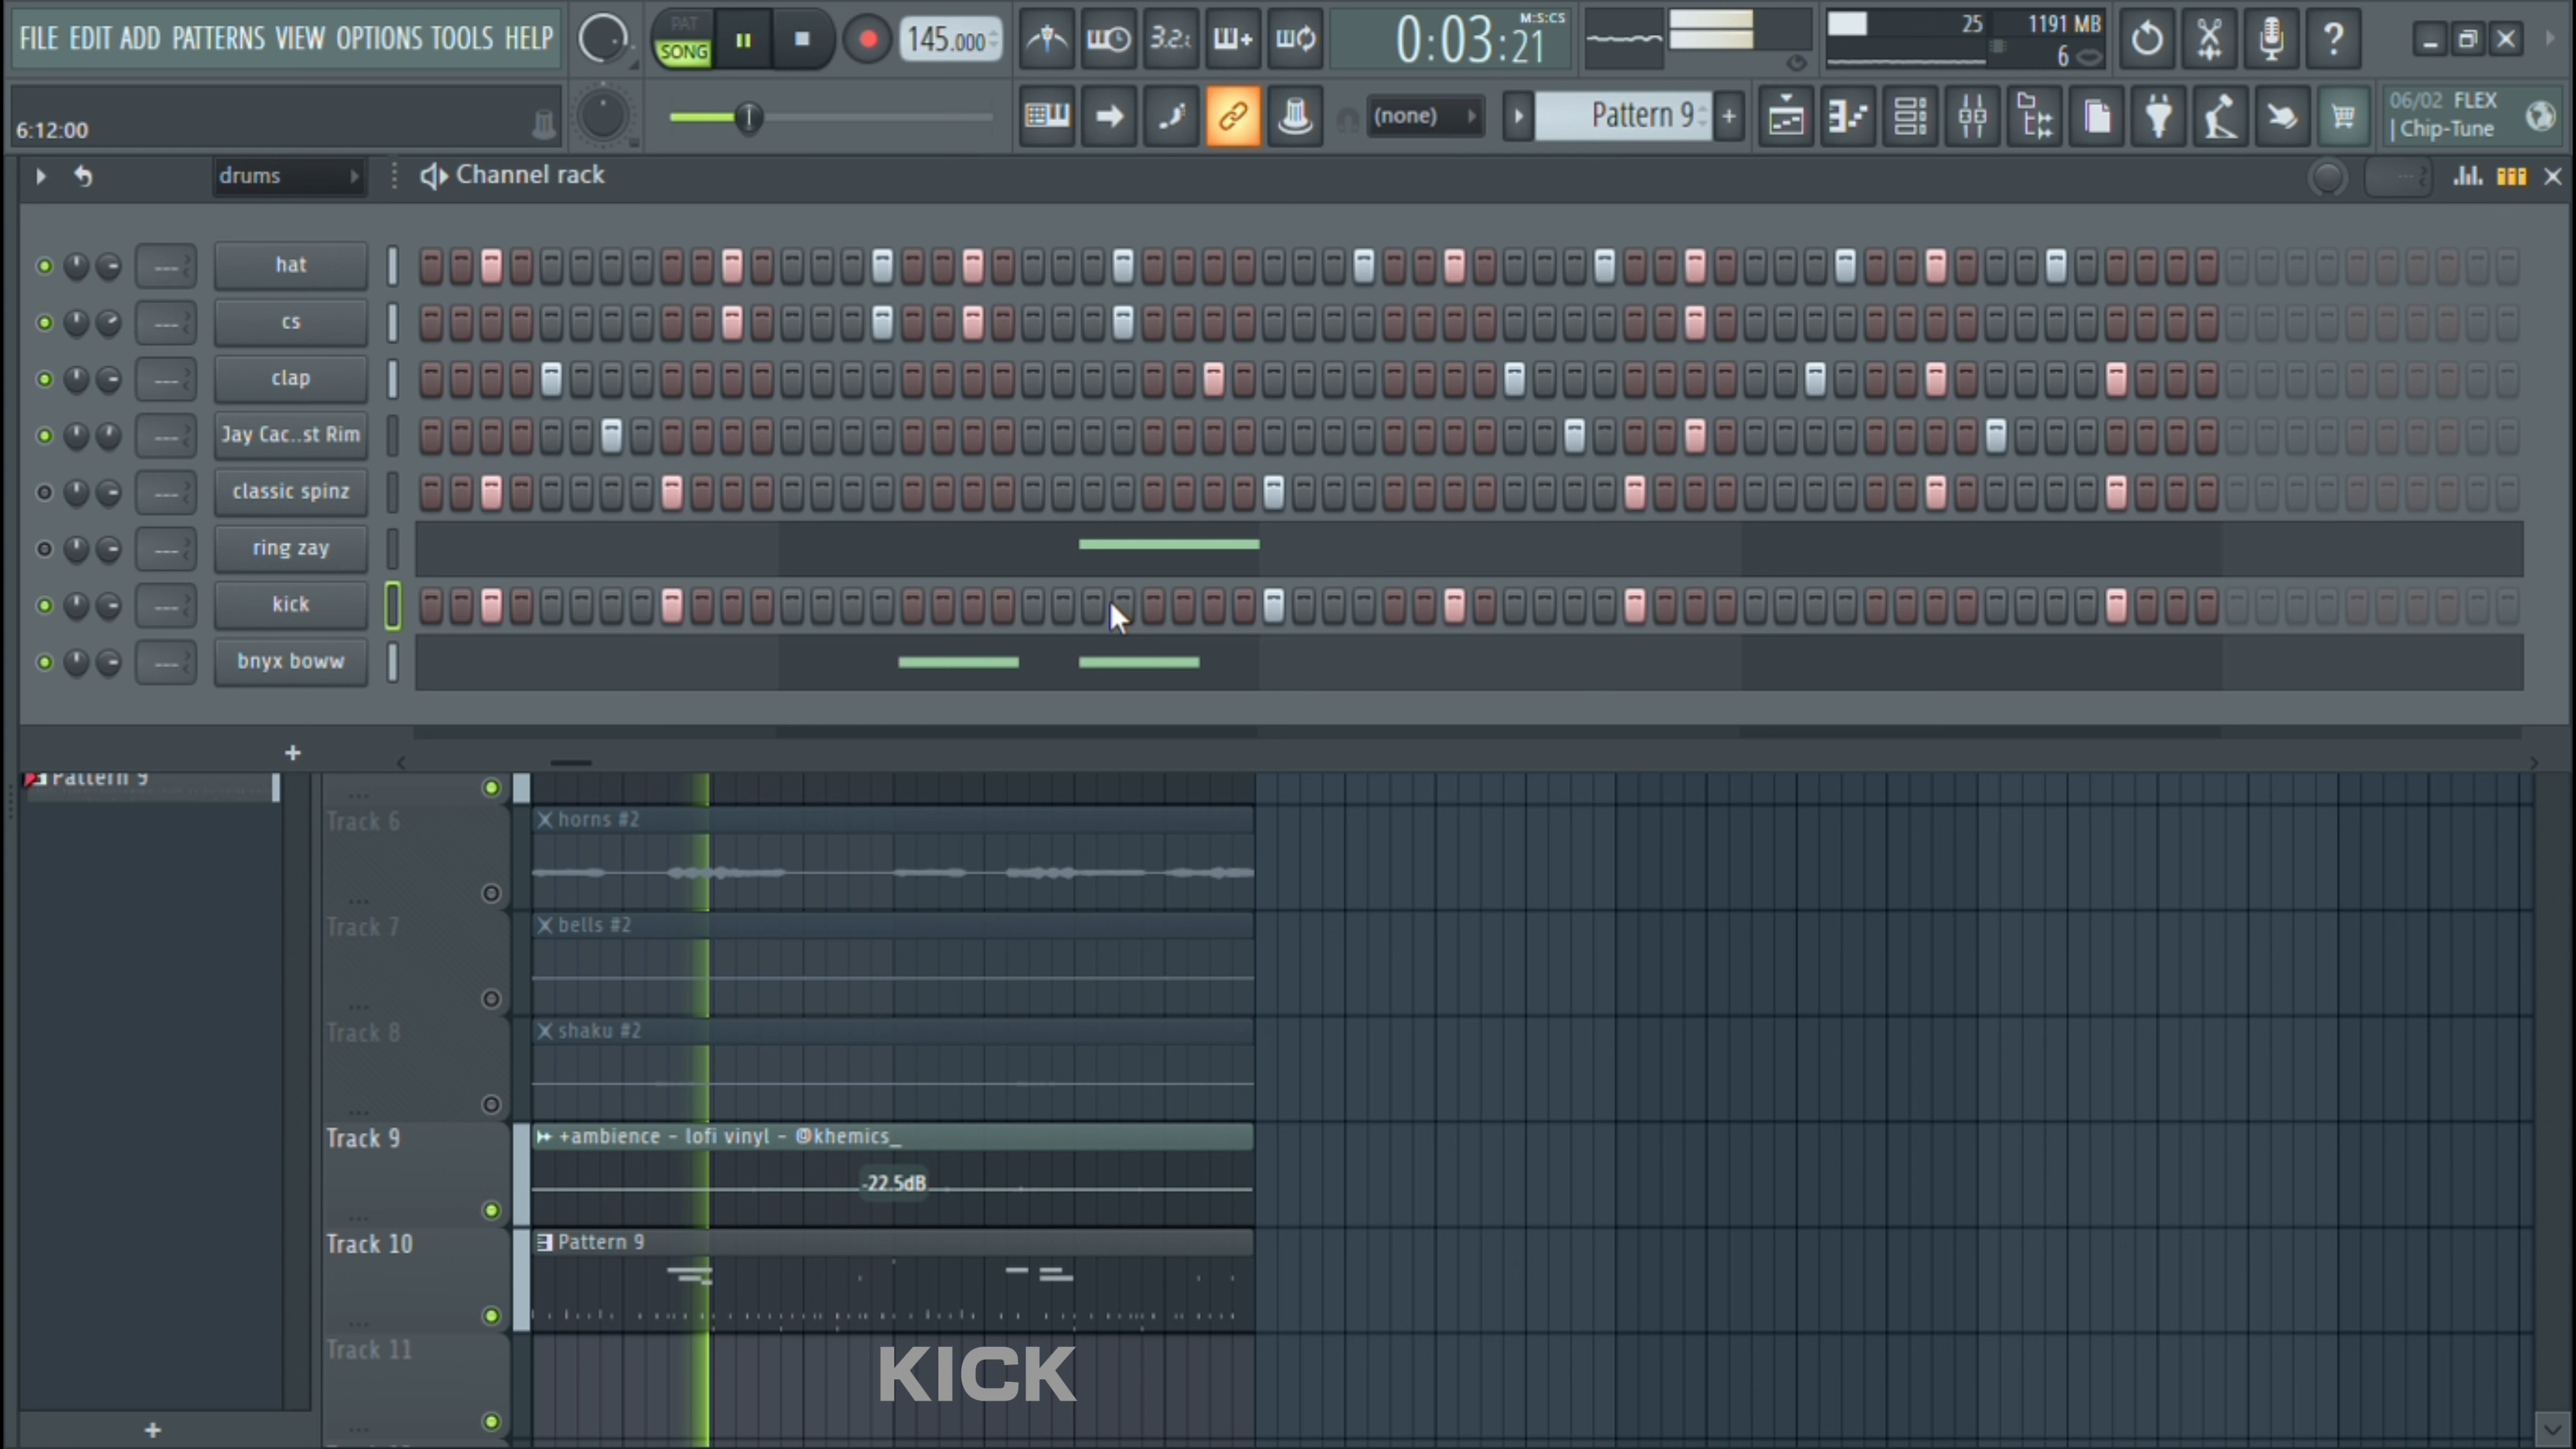 FILE EDIT ADD PATTERNS VIEW OPTIONS TOOLS HELP
PAT
SONG
145.000
3.2
M:S:CS
0:03:21
25
1191 MB
6
6:12:00
(none)
Pattern 9
06/02 FLEX
| Chip-Tune
drums
Channel rack
hat
cs
clap
Jay Cac..st Rim
classic spinz
ring zay
kick
bnyx boww
Pattern 9
Track 6
horns #2
Track 7
bells #2
Track 8
shaku #2
Track 9
+ambience - lofi vinyl - @khemics_
-22.5dB
Track 10
Pattern 9
Track 11
KICK